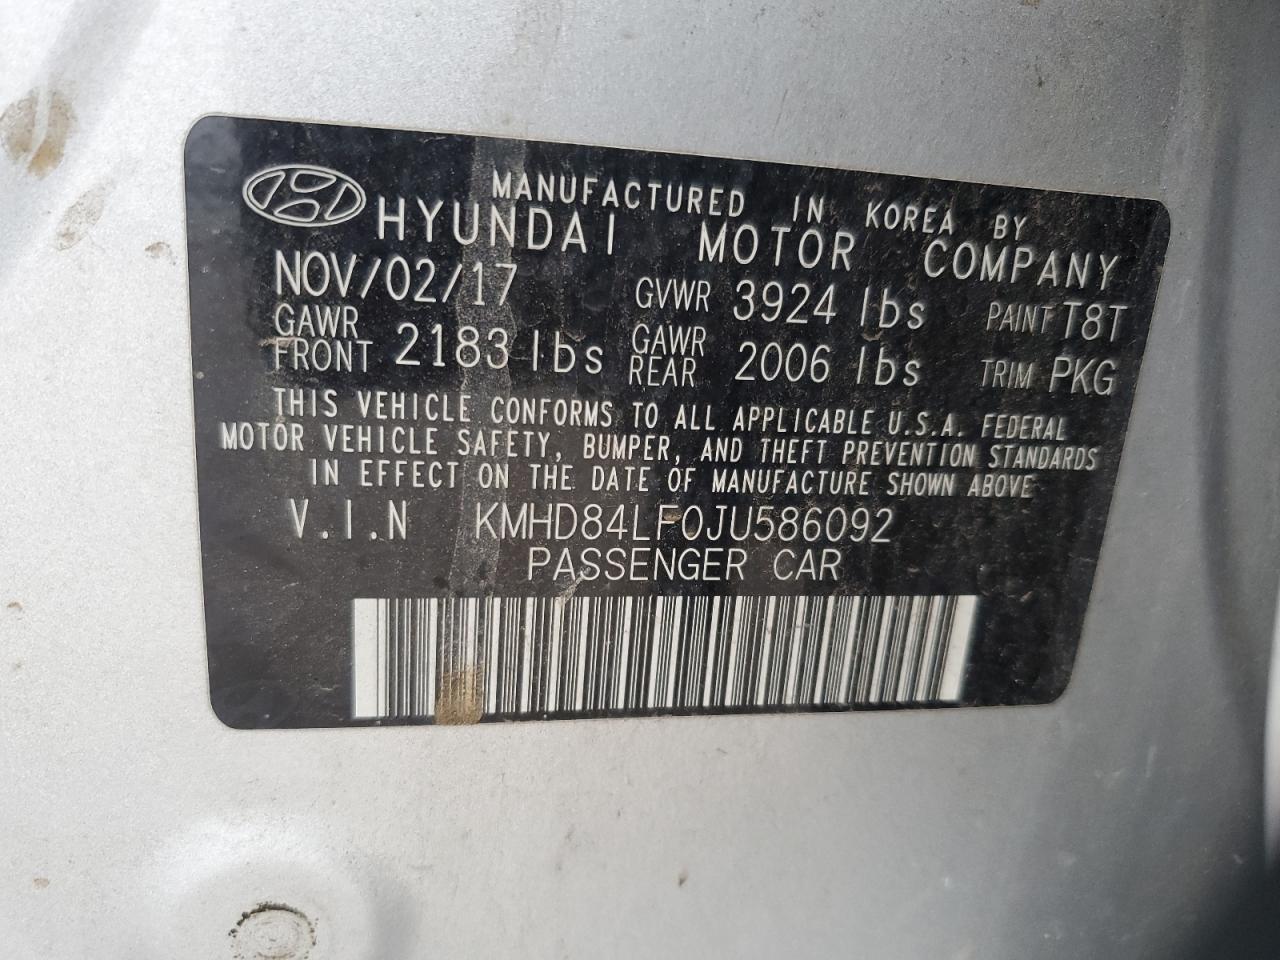 MANUFACTURED IN KOREA BY
HYUNDAI MOTOR COMPANY
NOV/02/17 GVWR 3924 lbs PAINT T8T
GAWR FRONT 2183 lbs GAWR REAR 2006 lbs TRIM PKG
THIS VEHICLE CONFORMS TO ALL APPLICABLE U.S.A. FEDERAL
MOTOR VEHICLE SAFETY, BUMPER, AND THEFT PREVENTION STANDARDS
IN EFFECT ON THE DATE OF MANUFACTURE SHOWN ABOVE
V.I.N KMHD84LF0JU586092
PASSENGER CAR